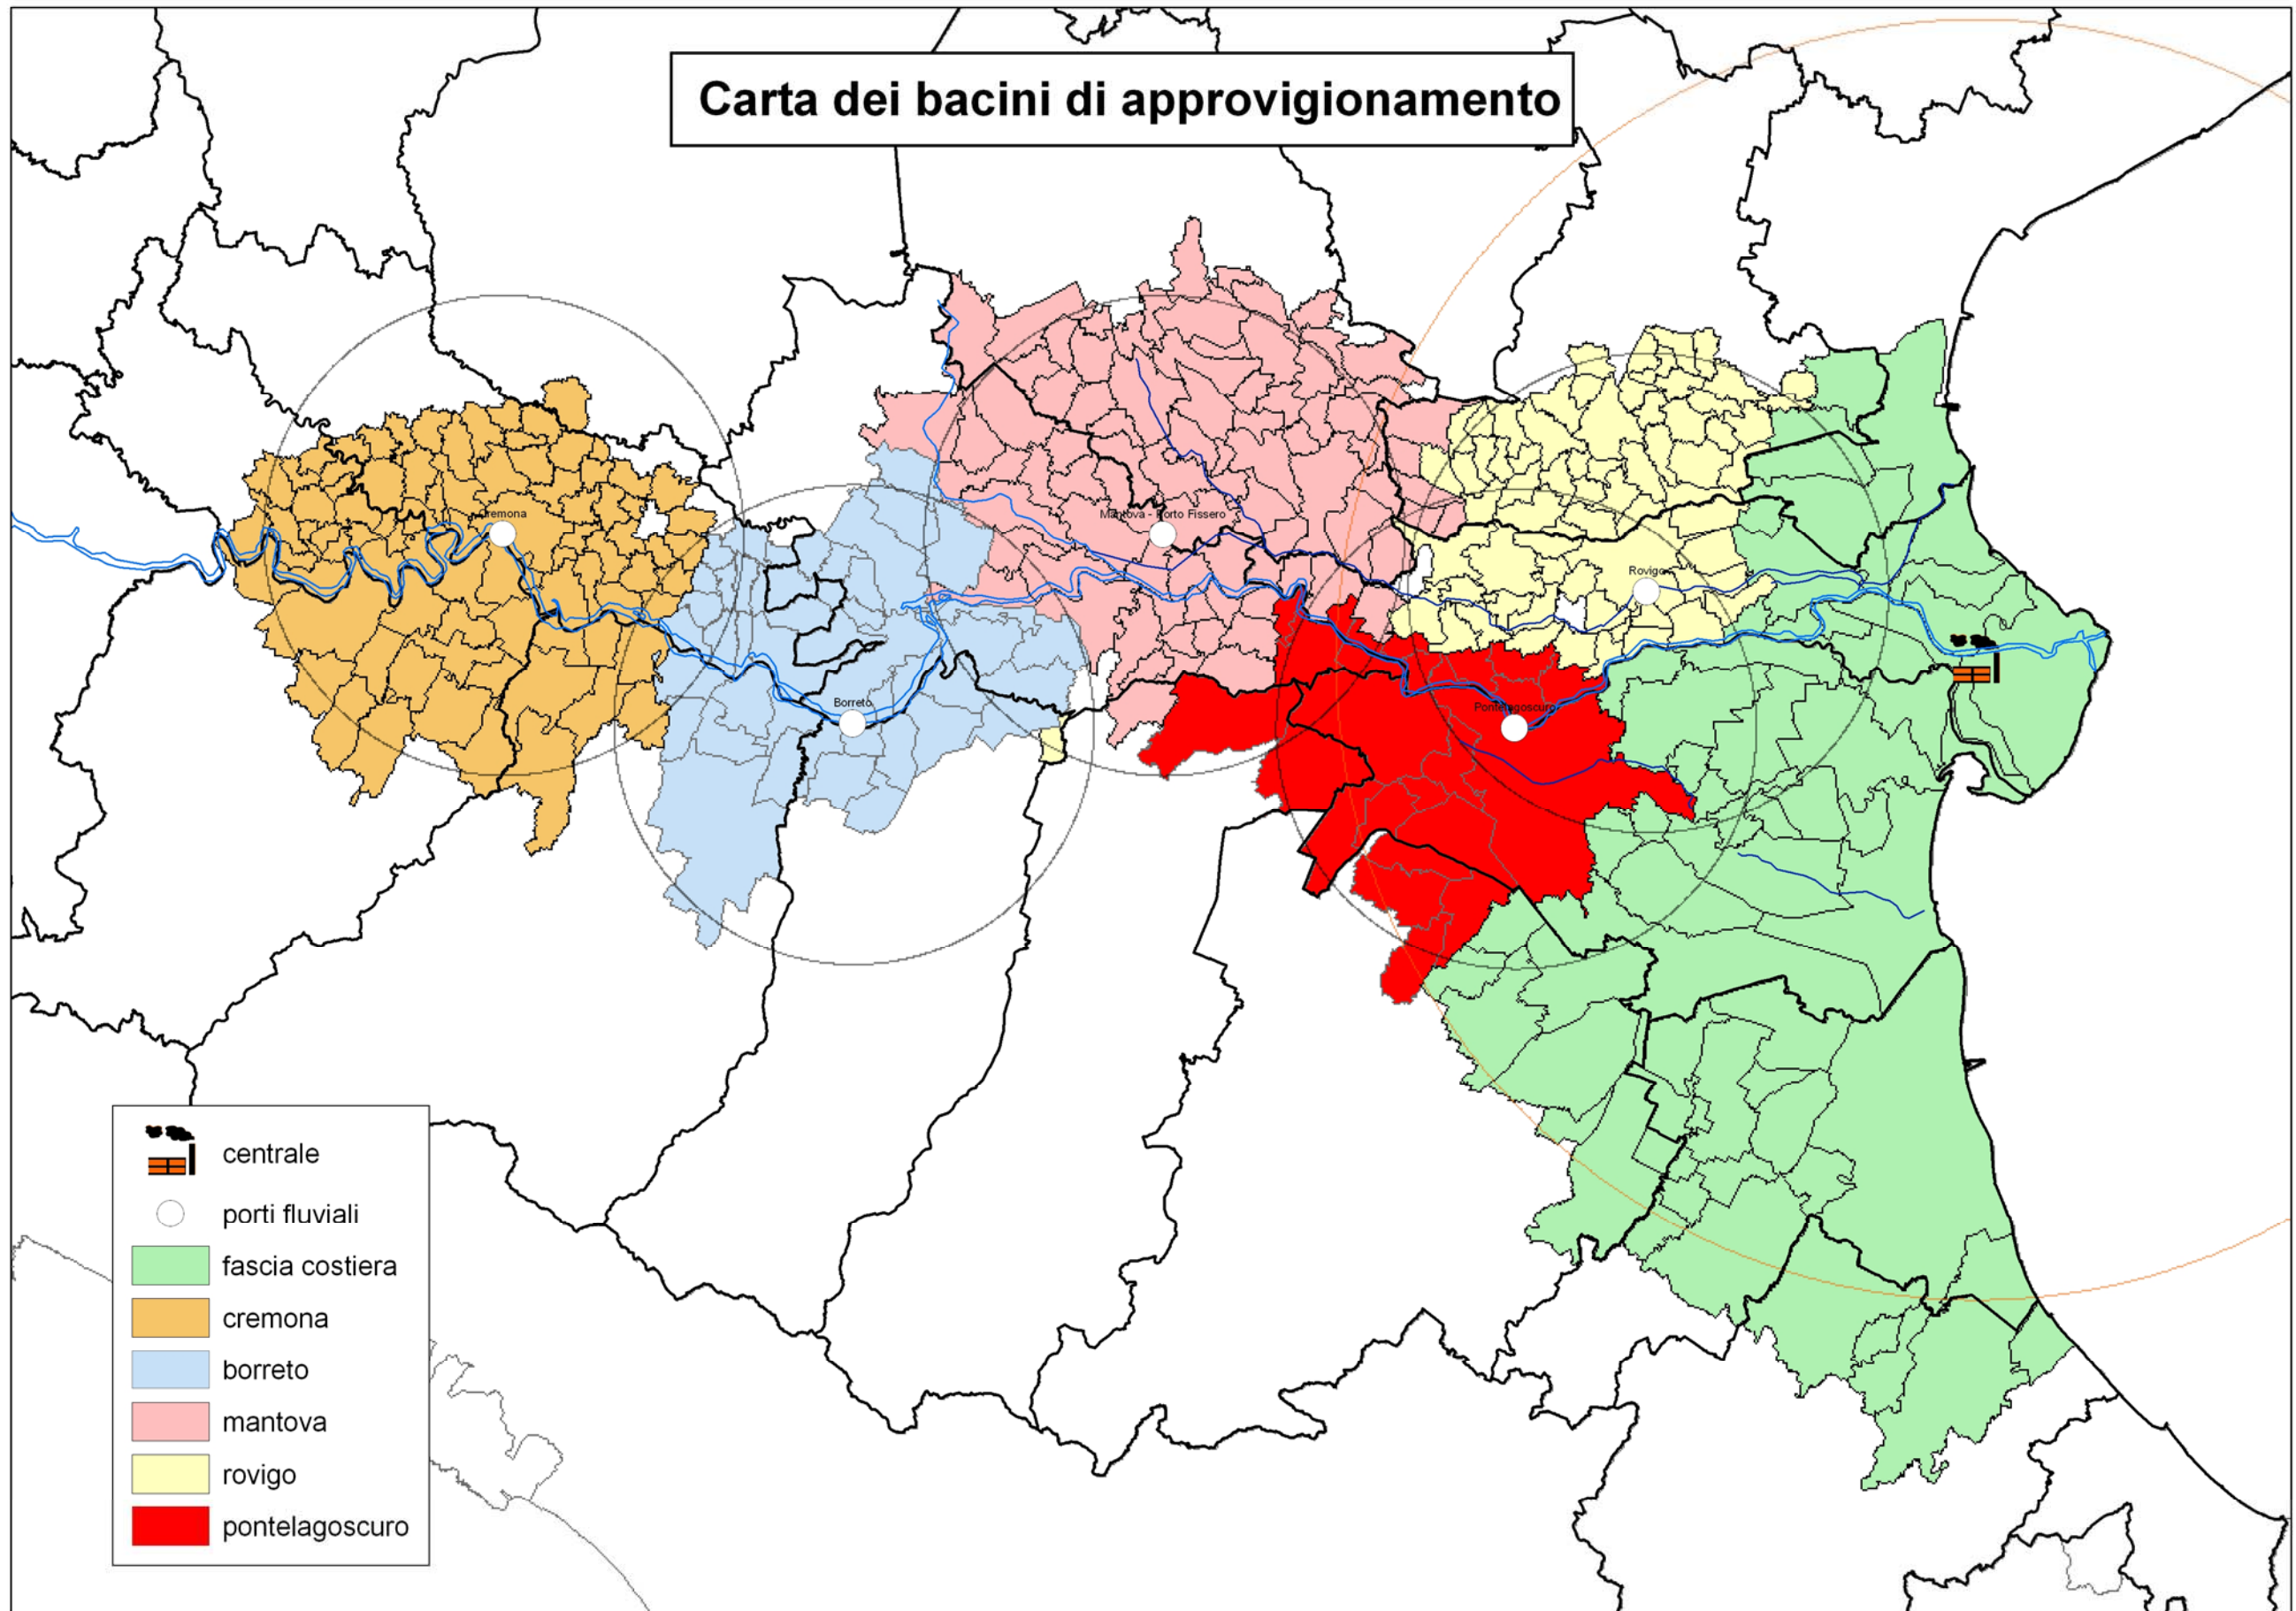 Carta dei bacini di approvigionamento
Cremona
Mantova - Porto Fissero
Rovigo
Borreto
Pontelagoscuro
centrale
porti fluviali
fascia costiera
cremona
borreto
mantova
rovigo
pontelagoscuro